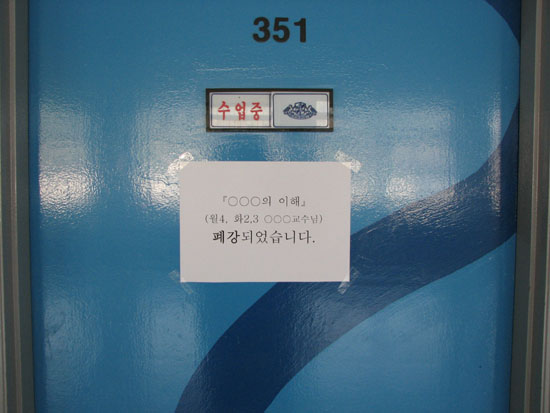 351
수업중
『○○○의 이해』
(월4, 화2,3 ○○○교수님)
폐강되었습니다.